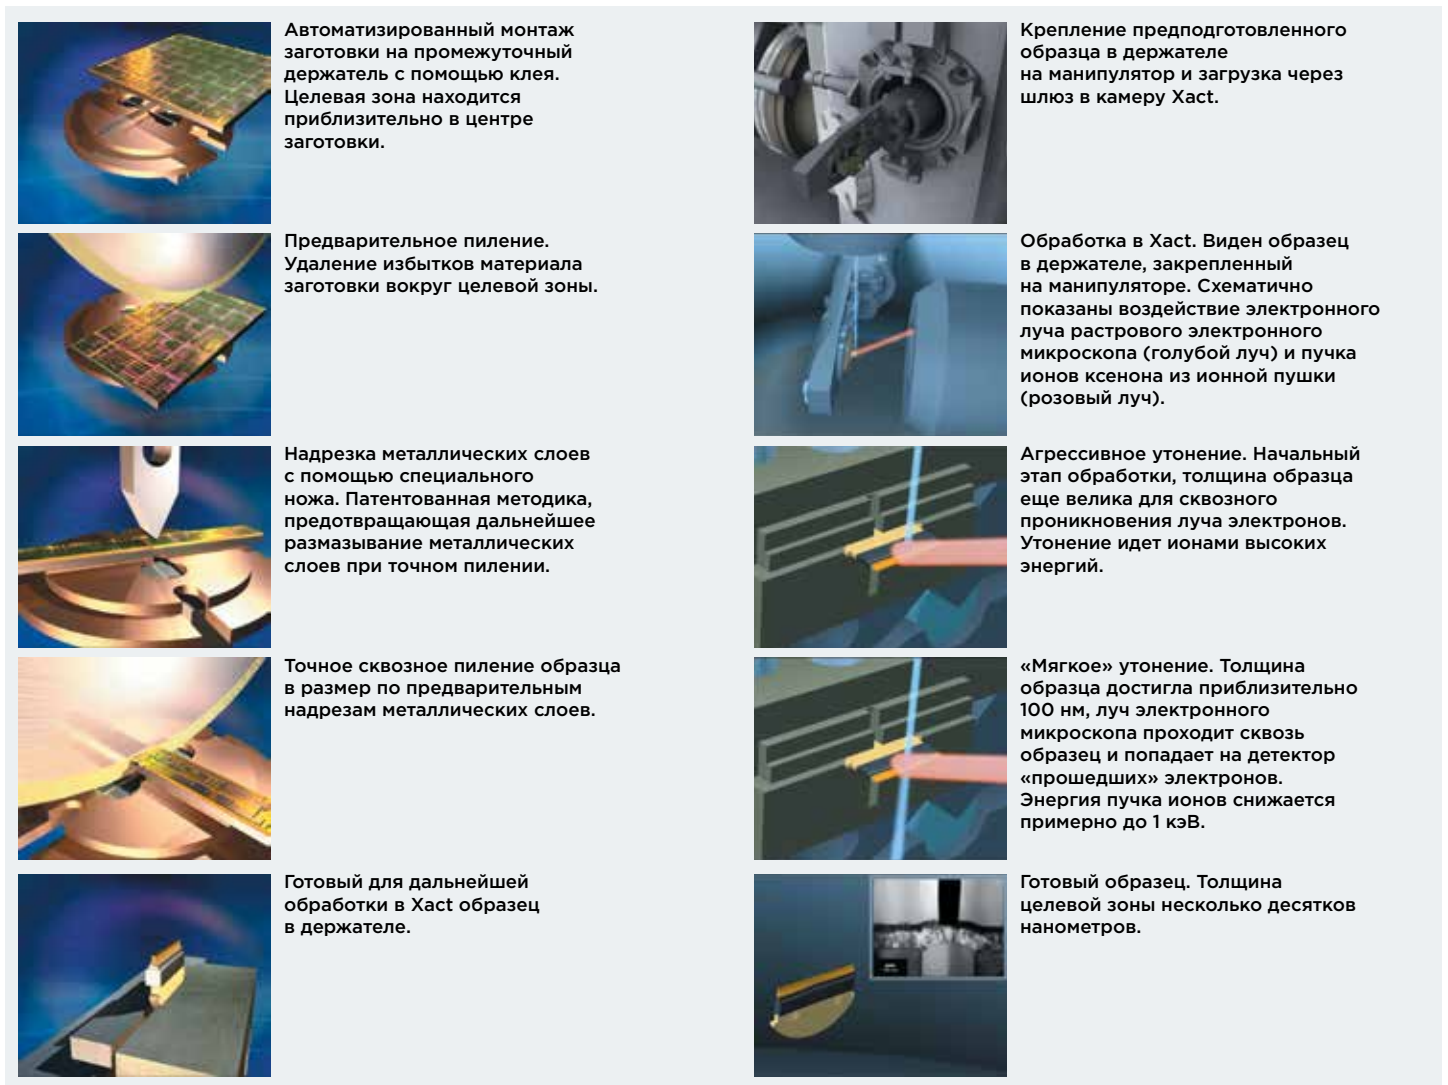 Автоматизированный монтаж
заготовки на промежуточный
держатель с помощью клея.
Целевая зона находится
приблизительно в центре
заготовки.
Предварительное пиление.
Удаление избытков материала
заготовки вокруг целевой зоны.
Надрезка металлических слоев
с помощью специального
ножа. Патентованная методика,
предотвращающая дальнейшее
размазывание металлических
слоев при точном пилении.
Точное сквозное пиление образца
в размер по предварительным
надрезам металлических слоев.
Готовый для дальнейшей
обработки в Xact образец
в держателе.
Крепление предподготовленного
образца в держателе
на манипулятор и загрузка через
шлюз в камеру Xact.
Обработка в Xact. Виден образец
в держателе, закрепленный
на манипуляторе. Схематично
показаны воздействие электронного
луча растрового электронного
микроскопа (голубой луч) и пучка
ионов ксенона из ионной пушки
(розовый луч).
Агрессивное утонение. Начальный
этап обработки, толщина образца
еще велика для сквозного
проникновения луча электронов.
Утонение идет ионами высоких
энергий.
«Мягкое» утонение. Толщина
образца достигла приблизительно
100 нм, луч электронного
микроскопа проходит сквозь
образец и попадает на детектор
«прошедших» электронов.
Энергия пучка ионов снижается
примерно до 1 кэВ.
Готовый образец. Толщина
целевой зоны несколько десятков
нанометров.